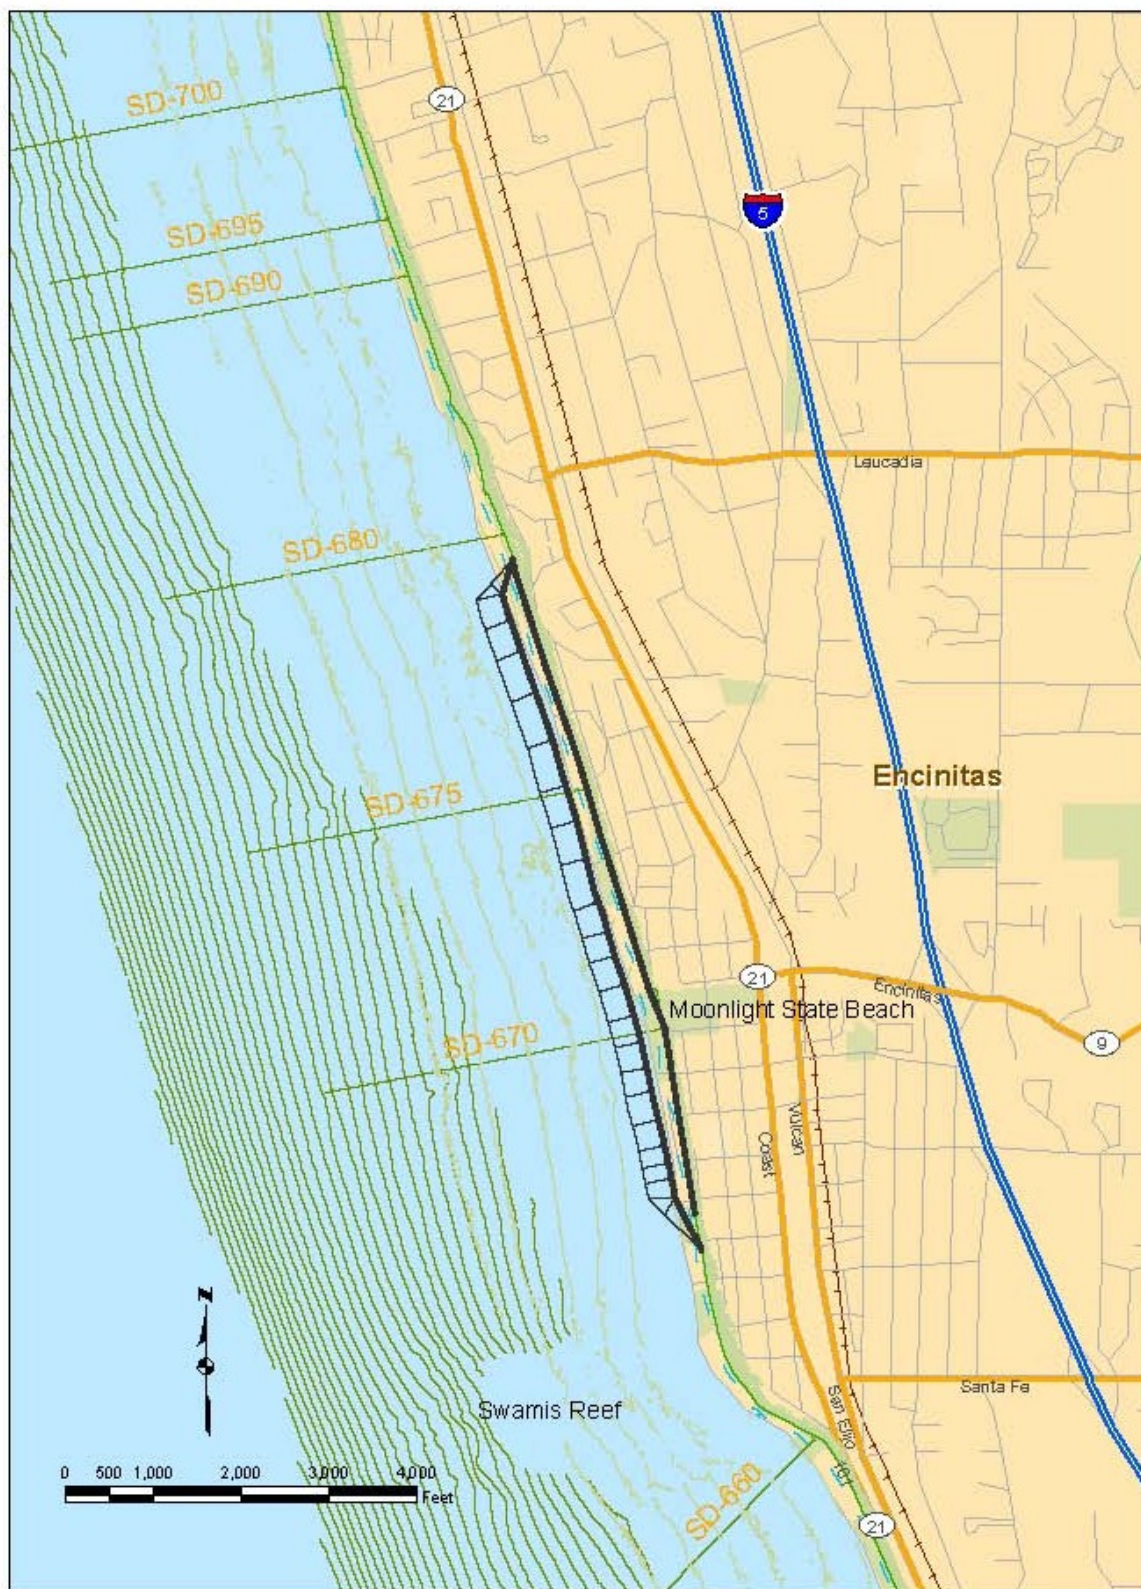 SD-700
21
5
SD-695
SD-690
Leucadia
SD-680
Encinitas
SD-675
21
Encinitas
Moonlight State Beach
SD-670
9
Vulcan
Coast
N
Santa Fe
San Elijo
Swamis Reef
101
0 500 1,000 2,000 3,000 4,000
Feet
SD-660
21